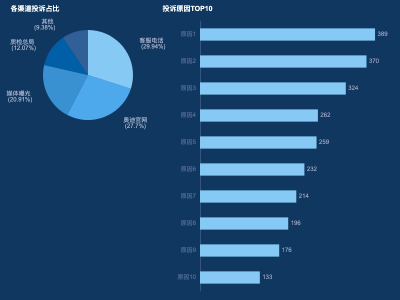 各渠道投诉占比
投诉原因TOP10
其他
(9.38%)
质检总局
(12.07%)
客服电话
(29.94%)
媒体曝光
(20.91%)
贵司官网
(27.7%)
原因1 389
原因2 370
原因3 324
原因4 262
原因5 259
原因6 232
原因7 214
原因8 196
原因9 176
原因10 133